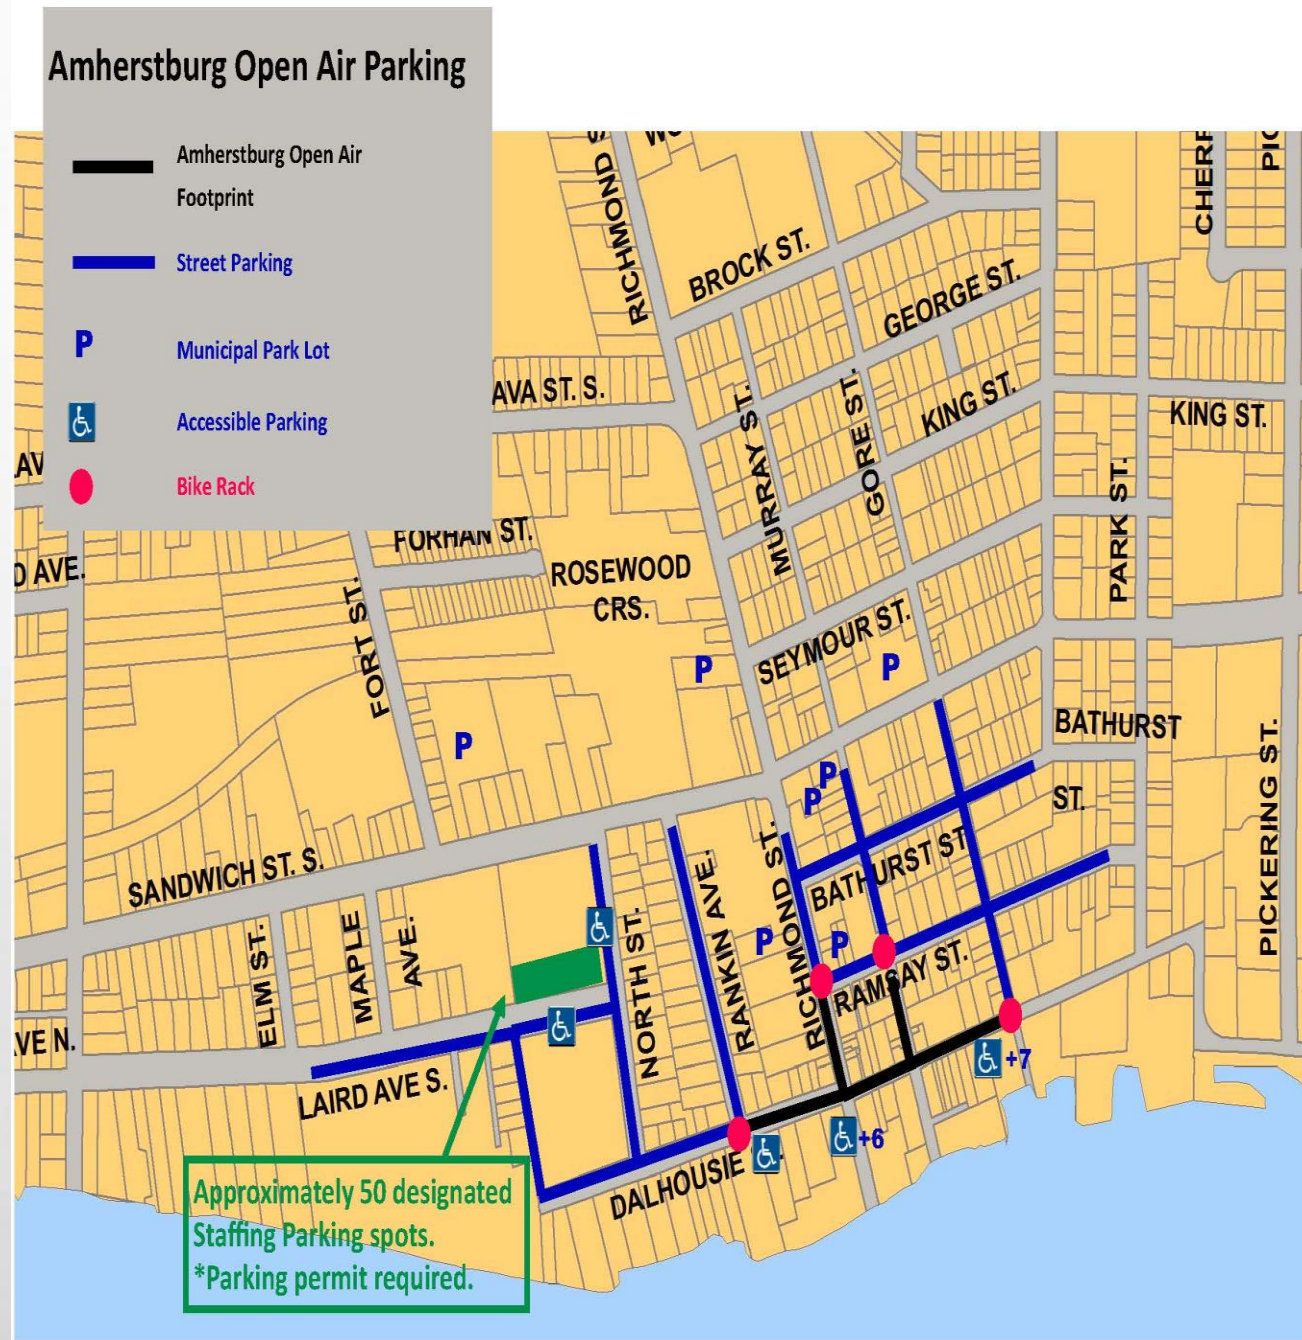 Amherstburg Open Air Parking
Amherstburg Open Air
Footprint
Street Parking
P
Municipal Park Lot
Accessible Parking
Bike Rack
RICHMOND S
CHERR
BROCK ST.
GEORGE ST.
AVA ST. S.
MURRAY ST.
GORE ST.
KING ST.
KING ST.
PARK ST.
FORHAN ST.
D AVE.
ROSEWOOD
CRS.
FORT ST.
SEYMOUR ST.
P
P
P
BATHURST
ST.
PICKERING ST.
P
P
SANDWICH ST. S.
BATHURST ST
ELM ST.
MAPLE
AVE.
NORTH ST.
RANKIN AVE.
RICHMOND ST.
P
P
RAMSAY ST.
VE N.
LAIRD AVE S.
+7
+6
DALHOUSIE
Approximately 50 designated
Staffing Parking spots.
*Parking permit required.